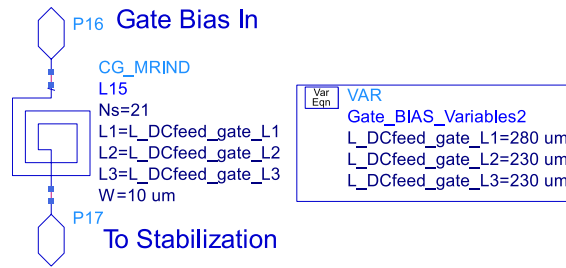 P16 Gate Bias In
CG_MRIND
L15
Ns=21
L1=L_DCfeed_gate_L1
L2=L_DCfeed_gate_L2
L3=L_DCfeed_gate_L3
W=10 um
P17
To Stabilization
Var
Eqn
VAR
Gate_BIAS_Variables2
L_DCfeed_gate_L1=280 um
L_DCfeed_gate_L2=230 um
L_DCfeed_gate_L3=230 um